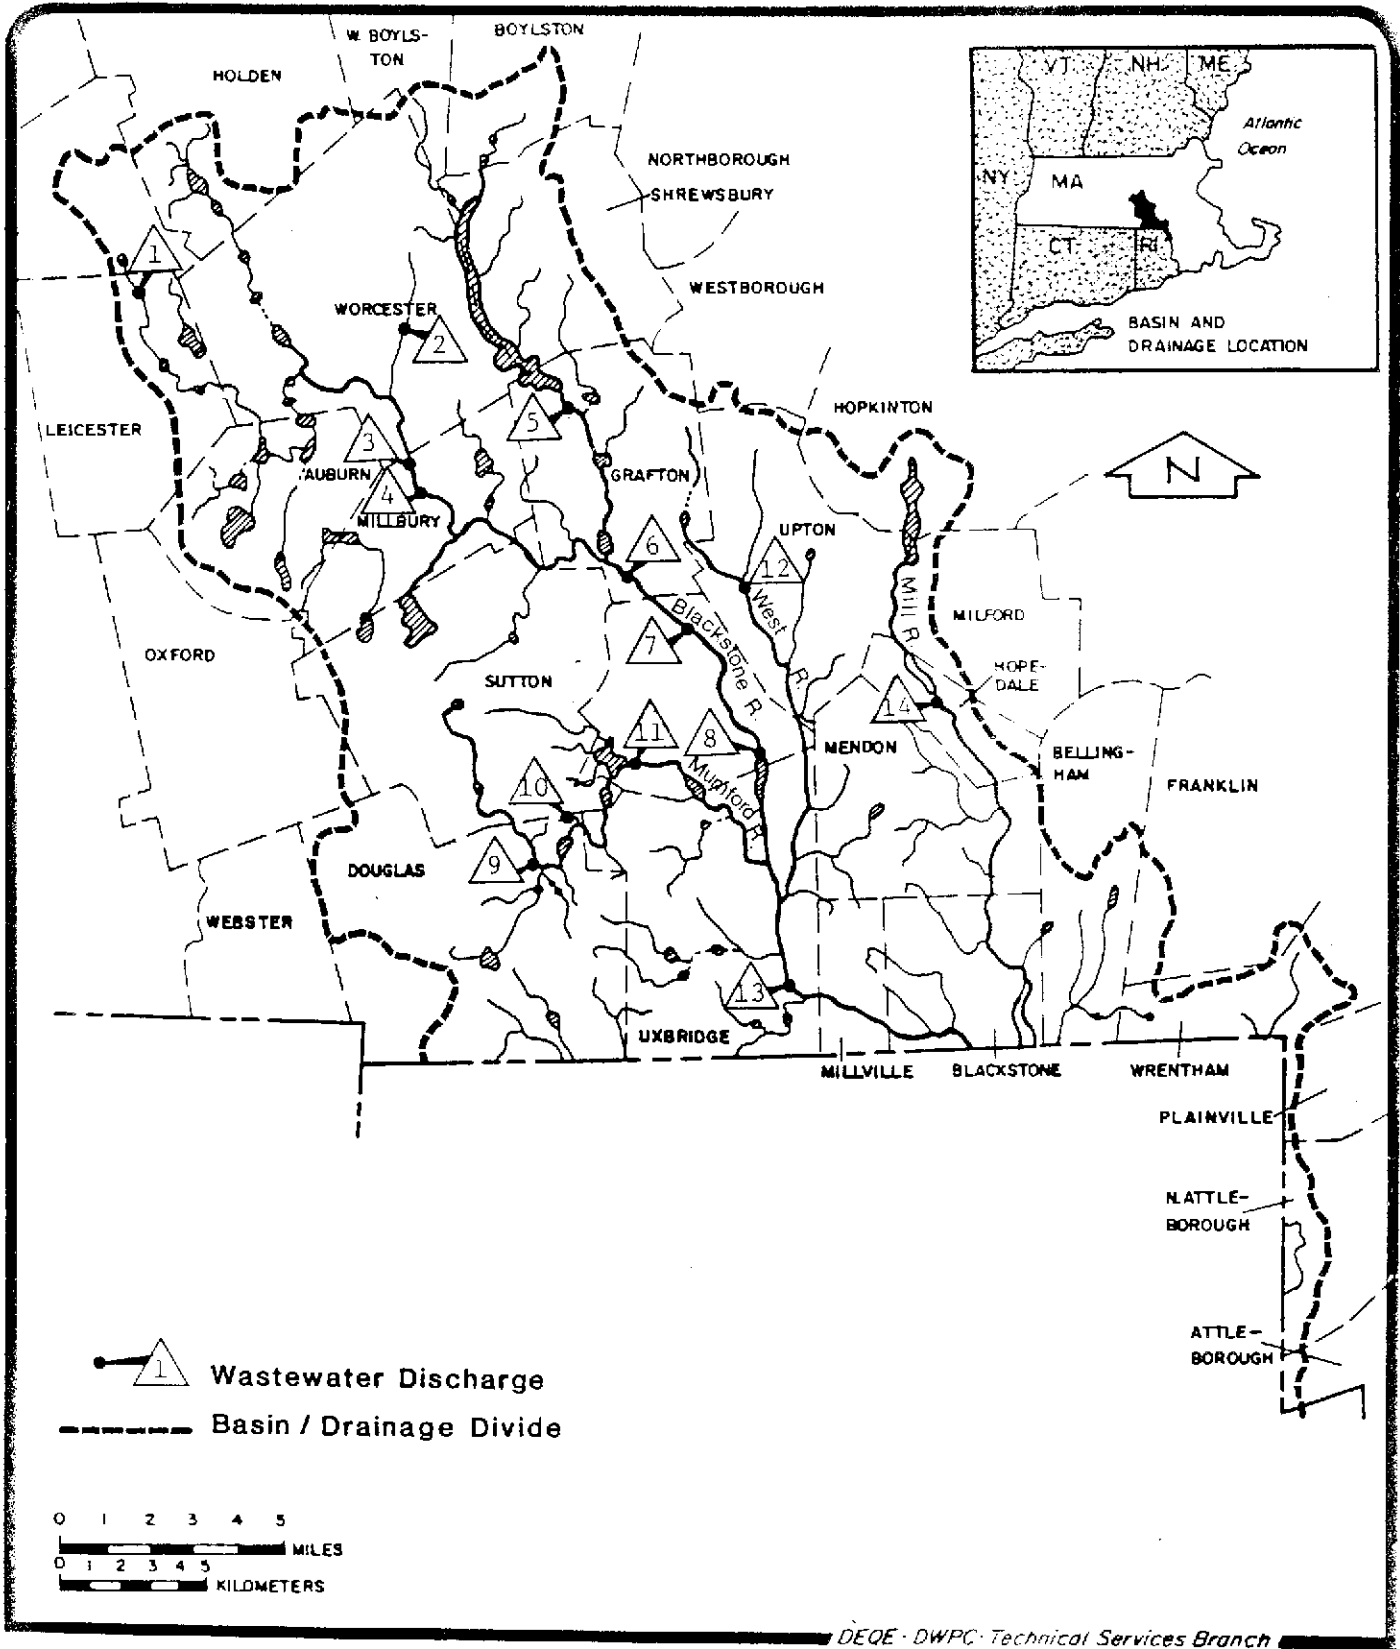 W. BOYLS-
TON
BOYLSTON
HOLDEN
VT
NH
ME
Atlantic
Ocean
NORTHBOROUGH
SHREWSBURY
NY
MA
CT
RI
1
WESTBOROUGH
WORCESTER
2
BASIN AND
DRAINAGE LOCATION
LEICESTER
3
5
HOPKINTON
AUBURN
4
MILLBURY
GRAFTON
N
UPTON
6
12
Mill R.
MILFORD
Blackstone R.
West R.
7
OXFORD
SUTTON
HOPE-
DALE
14
11
8
MENDON
BELLING-
HAM
FRANKLIN
10
Mumford R.
9
DOUGLAS
WEBSTER
13
UXBRIDGE
MILLVILLE
BLACKSTONE
WRENTHAM
PLAINVILLE
N.ATTLE-
BOROUGH
ATTLE-
BOROUGH
1 Wastewater Discharge
Basin / Drainage Divide
0 1 2 3 4 5
MILES
0 1 2 3 4 5
KILOMETERS
DEQE · DWPC · Technical Services Branch